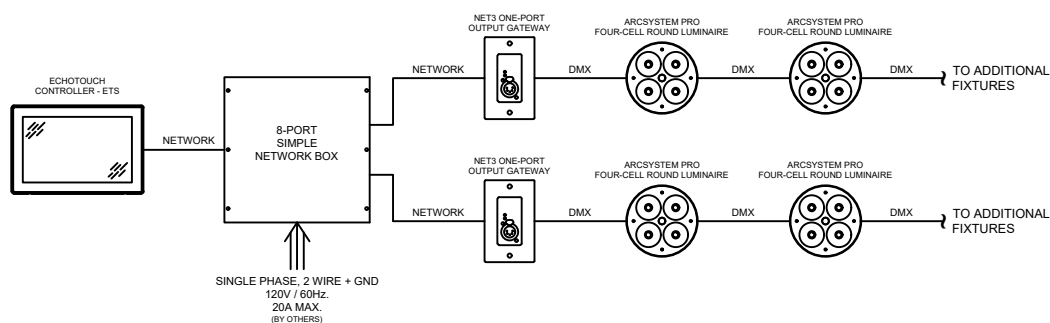 ECHOTOUCH
CONTROLLER - ETS
NETWORK
8-PORT
SIMPLE
NETWORK BOX
SINGLE PHASE, 2 WIRE + GND
120V / 60Hz.
20A MAX.
(BY OTHERS)
NETWORK
NET3 ONE-PORT
OUTPUT GATEWAY
DMX
ARCSYSTEM PRO
FOUR-CELL ROUND LUMINAIRE
DMX
ARCSYSTEM PRO
FOUR-CELL ROUND LUMINAIRE
DMX
TO ADDITIONAL
FIXTURES
NETWORK
NET3 ONE-PORT
OUTPUT GATEWAY
DMX
ARCSYSTEM PRO
FOUR-CELL ROUND LUMINAIRE
DMX
ARCSYSTEM PRO
FOUR-CELL ROUND LUMINAIRE
DMX
TO ADDITIONAL
FIXTURES